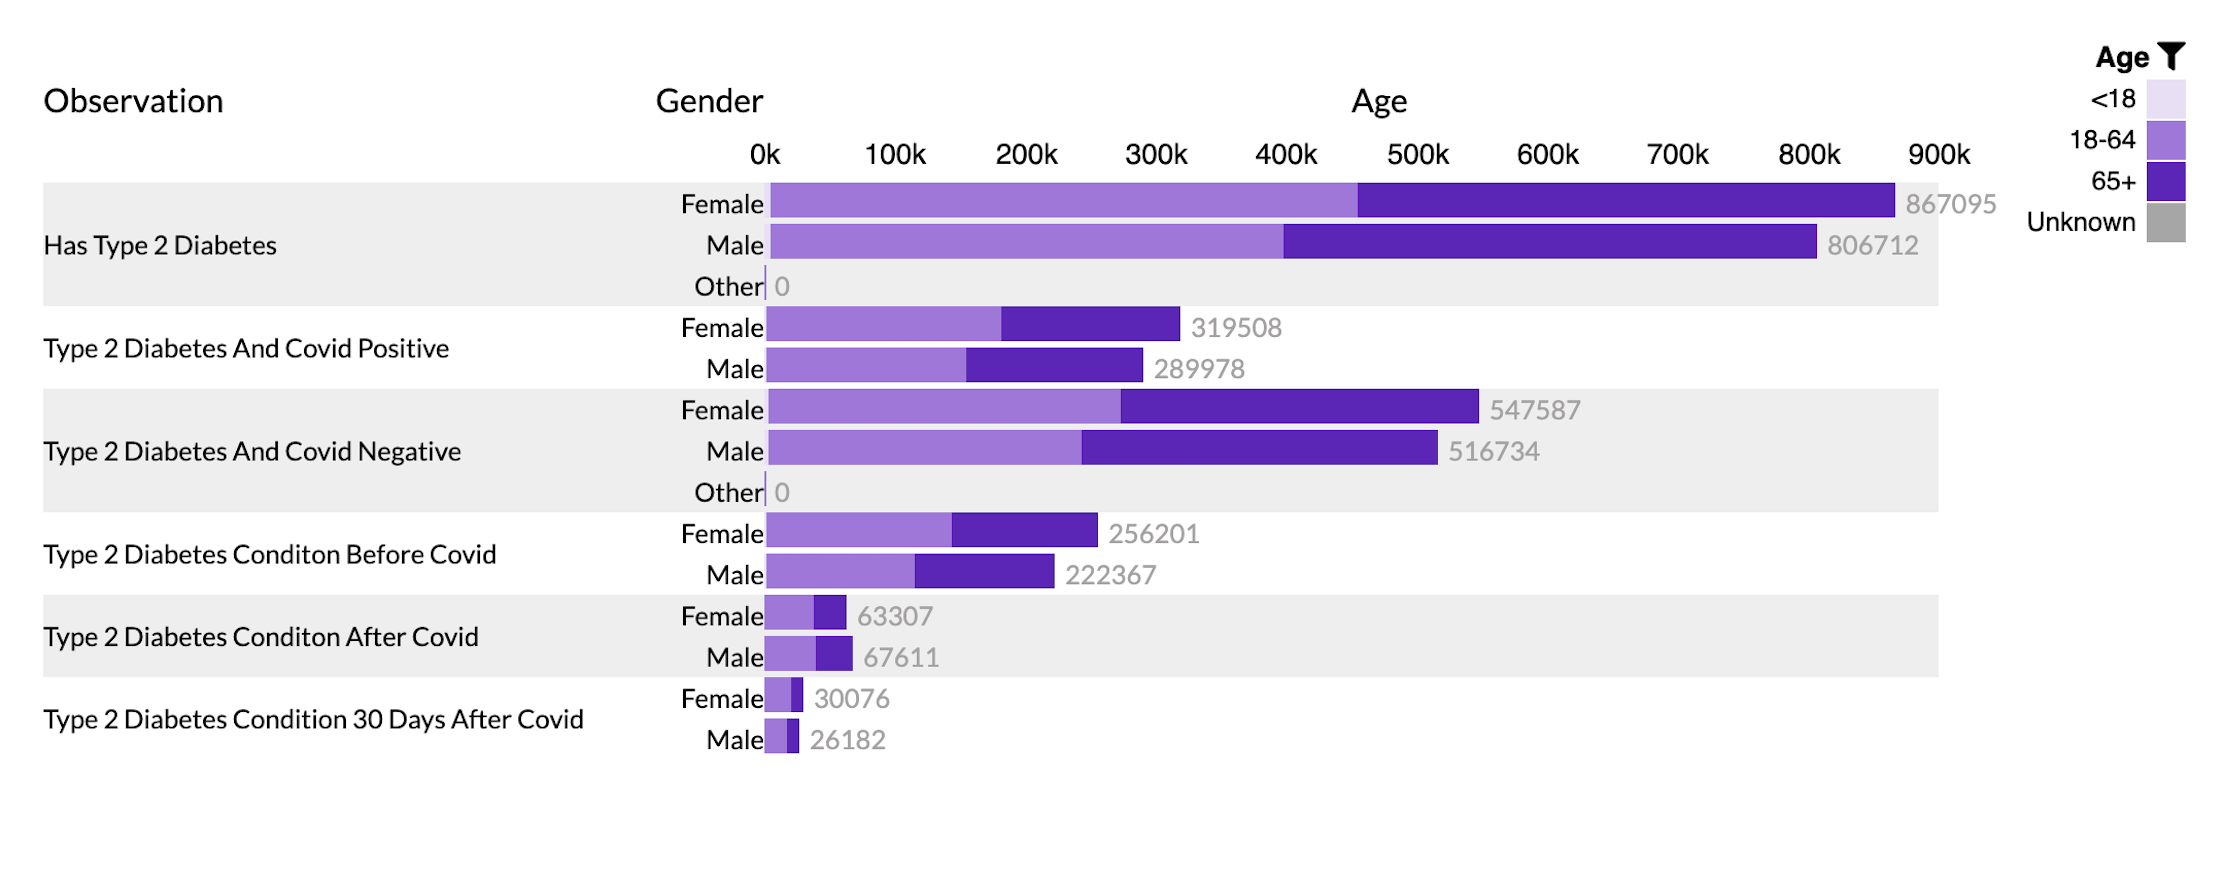 Age
<18
18-64
65+
Unknown
Observation Gender Age
0k 100k 200k 300k 400k 500k 600k 700k 800k 900k
Has Type 2 Diabetes
Female 867095
Male 806712
Other 0
Type 2 Diabetes And Covid Positive
Female 319508
Male 289978
Type 2 Diabetes And Covid Negative
Female 547587
Male 516734
Other 0
Type 2 Diabetes Conditon Before Covid
Female 256201
Male 222367
Type 2 Diabetes Conditon After Covid
Female 63307
Male 67611
Type 2 Diabetes Condition 30 Days After Covid
Female 30076
Male 26182